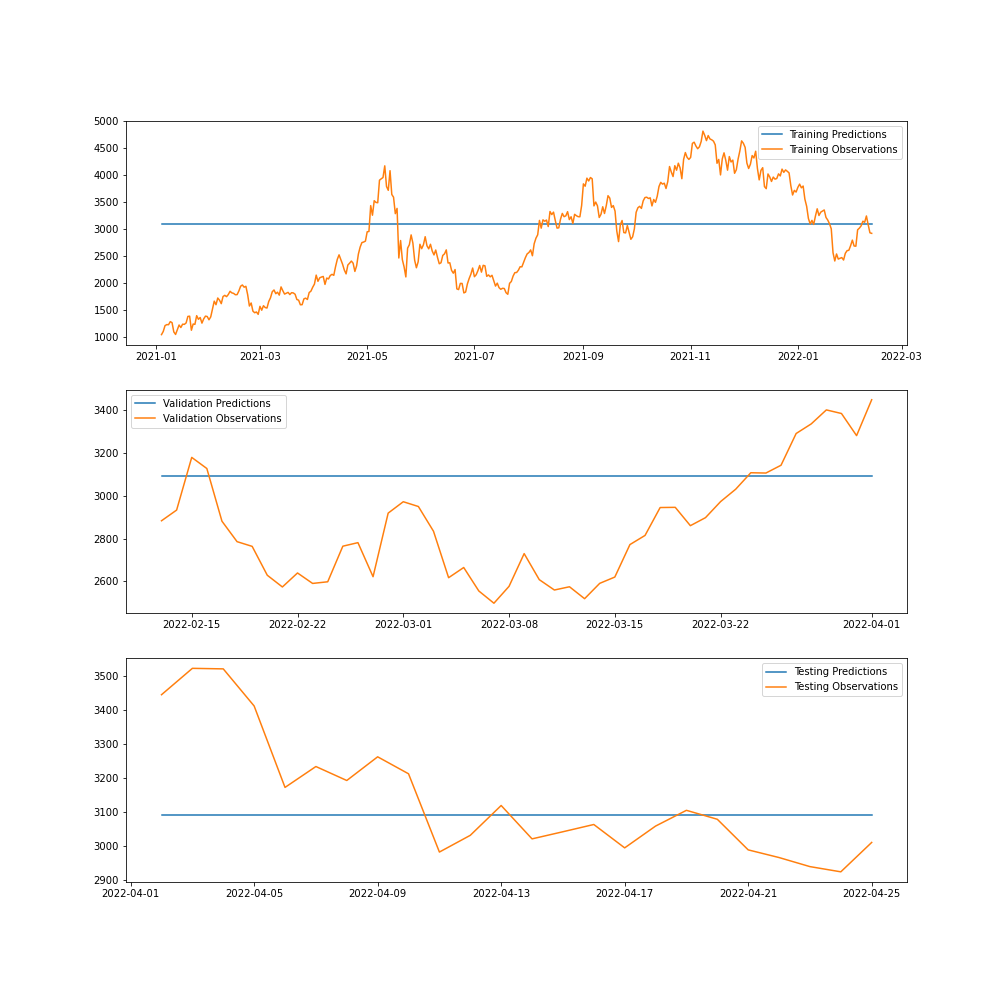 5000
4500
4000
3500
3000
2500
2000
1500
1000
Training Predictions
Training Observations
2021-01 2021-03 2021-05 2021-07 2021-09 2021-11 2022-01 2022-03
3400
3200
3000
2800
2600
Validation Predictions
Validation Observations
2022-02-15 2022-02-22 2022-03-01 2022-03-08 2022-03-15 2022-03-22 2022-04-01
3500
3400
3300
3200
3100
3000
2900
Testing Predictions
Testing Observations
2022-04-01 2022-04-05 2022-04-09 2022-04-13 2022-04-17 2022-04-21 2022-04-25